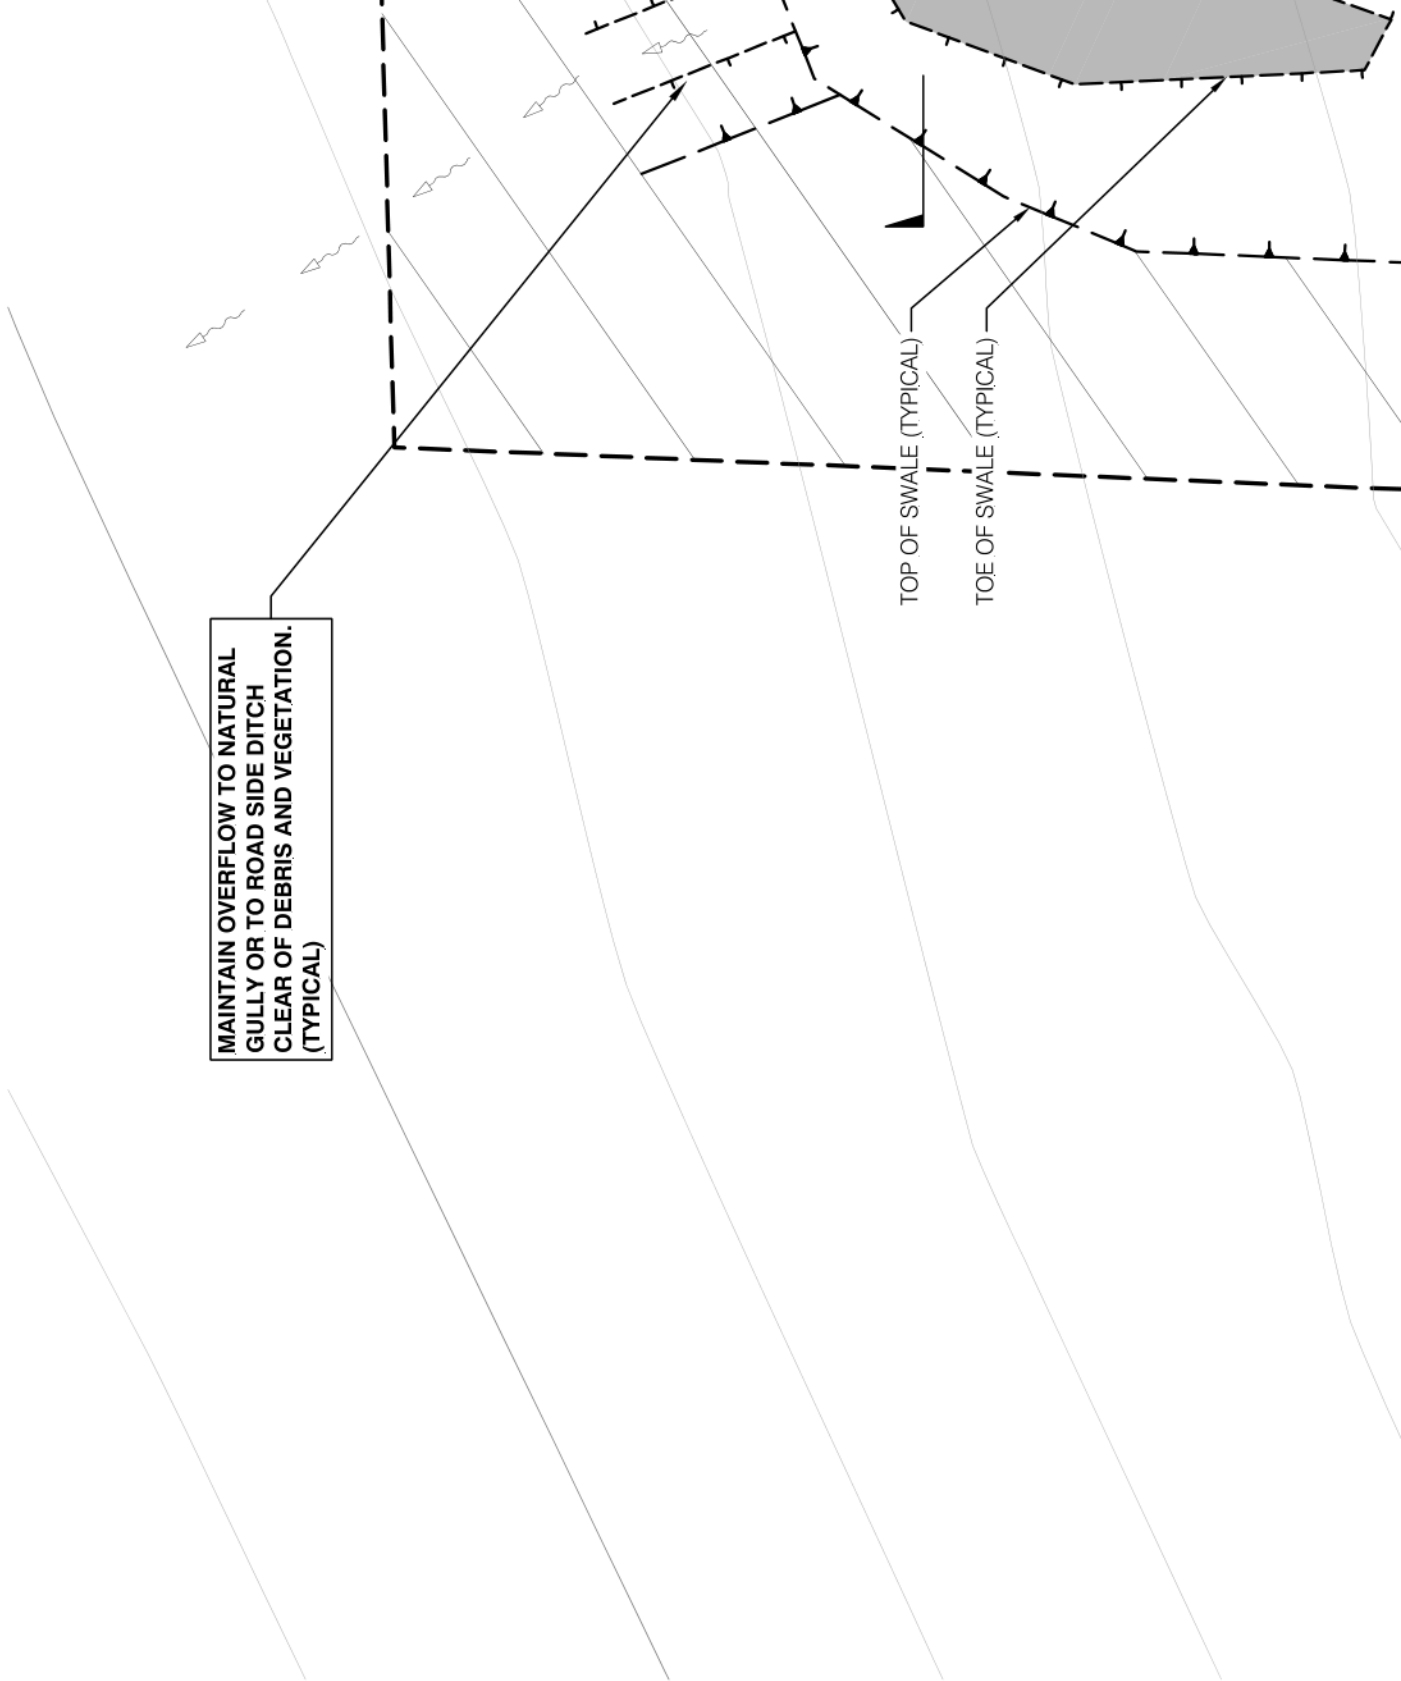 MAINTAIN OVERFLOW TO NATURAL
GULLY OR TO ROAD SIDE DITCH
CLEAR OF DEBRIS AND VEGETATION.
(TYPICAL)
TOP OF SWALE (TYPICAL)
TOE OF SWALE (TYPICAL)